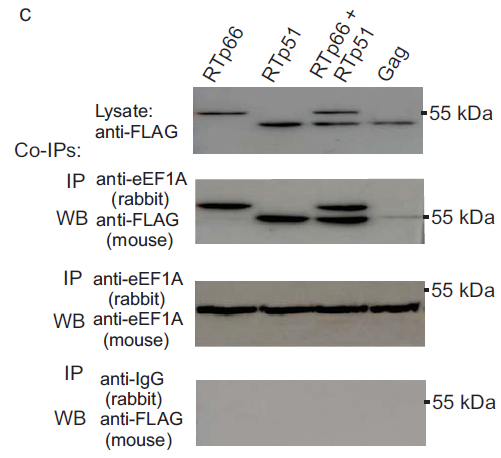 C
RTp66 RTp51 RTp66 + RTp51 Gag
Lysate: 55 kDa
anti-FLAG
Co-IPs:
IP anti-eEF1A
(rabbit)
WB anti-FLAG 55 kDa
(mouse)
IP anti-eEF1A 55 kDa
(rabbit)
WB anti-eEF1A
(mouse)
IP anti-IgG
(rabbit) 55 kDa
WB anti-FLAG
(mouse)